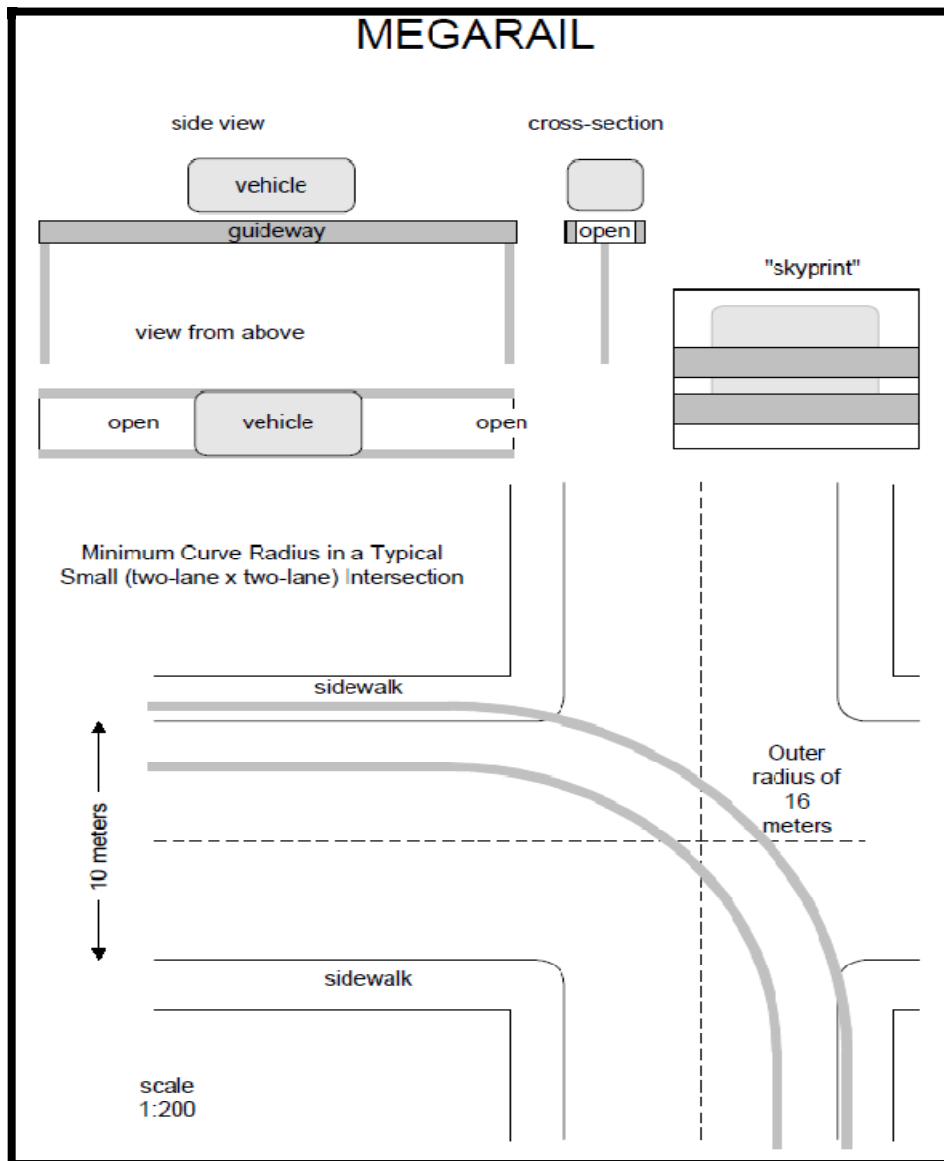 MEGARAIL
side view
cross-section
vehicle
guideway
open
"skyprint"
view from above
open
vehicle
open
Minimum Curve Radius in a Typical
Small (two-lane x two-lane) Intersection
sidewalk
10 meters
Outer
radius of
16
meters
sidewalk
scale
1:200